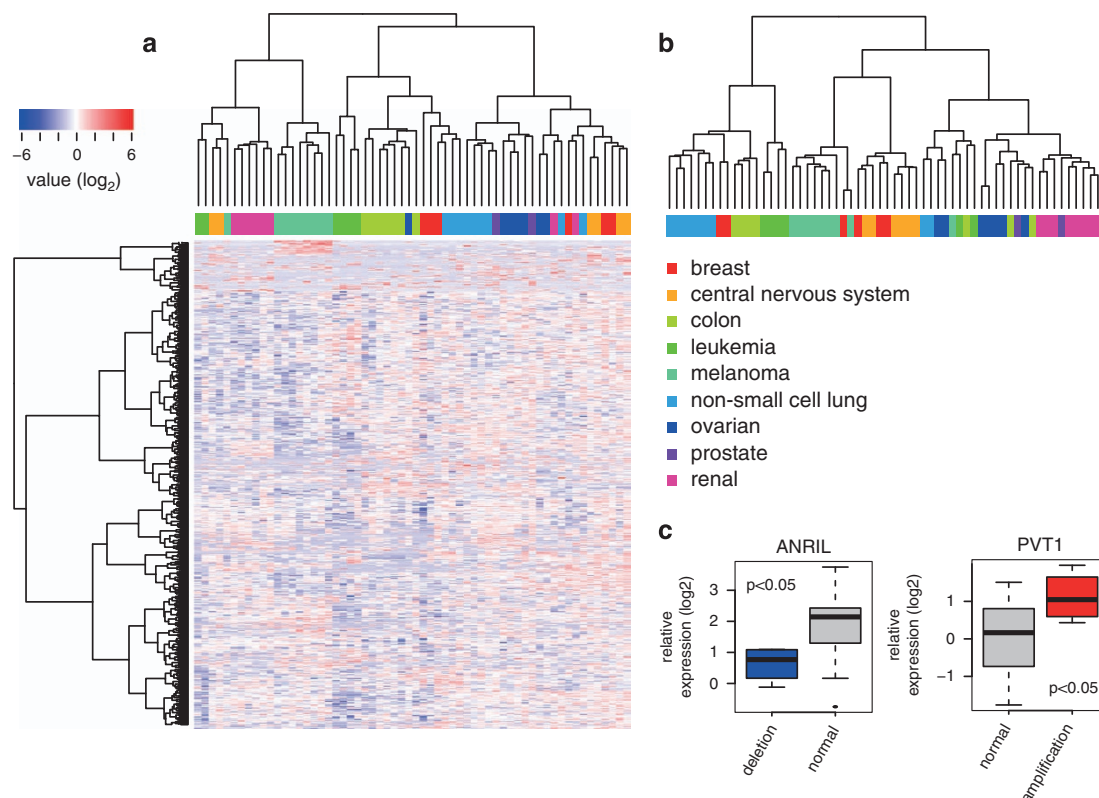 a
−6 0 6
value (log2)
b
breast
central nervous system
colon
leukemia
melanoma
non-small cell lung
ovarian
prostate
renal
c
ANRIL
p<0.05
relative
expression (log2)
3
2
1
0
deletion
normal
PVT1
relative
expression (log2)
1
0
−1
p<0.05
normal
amplification